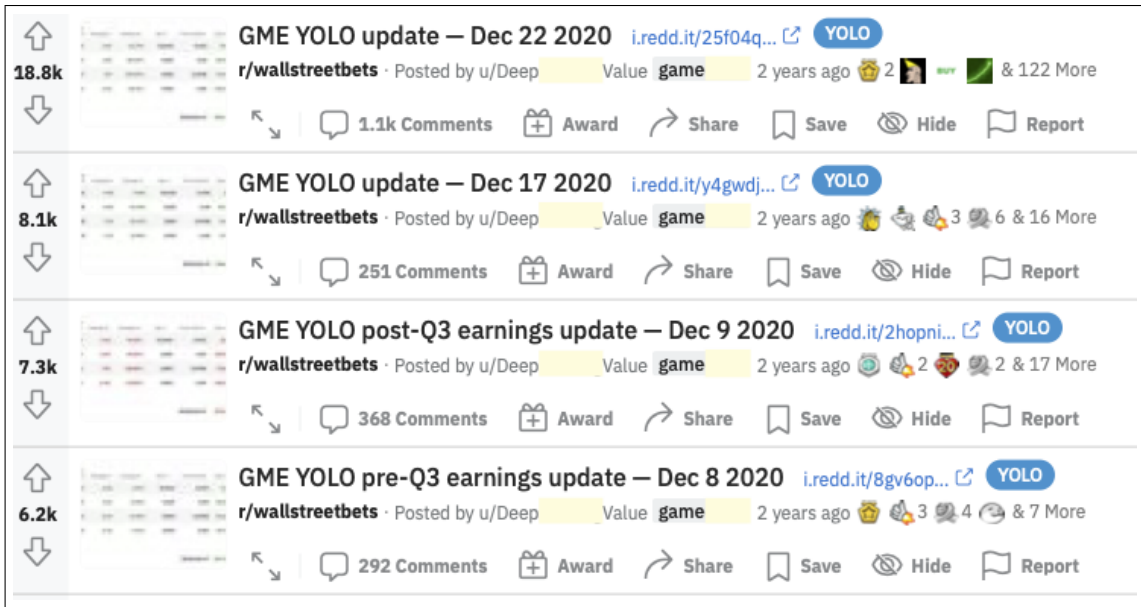 GME YOLO update — Dec 22 2020 i.redd.it/25f04q... YOLO
18.8k r/wallstreetbets · Posted by u/Deep Value game 2 years ago 2 BUY & 122 More
1.1k Comments Award Share Save Hide Report
GME YOLO update — Dec 17 2020 i.redd.it/y4gwdj... YOLO
8.1k r/wallstreetbets · Posted by u/Deep _Value game 2 years ago 3 6 & 16 More
251 Comments Award Share Save Hide Report
GME YOLO post-Q3 earnings update — Dec 9 2020 i.redd.it/2hopni... YOLO
7.3k r/wallstreetbets · Posted by u/Deep _Value game 2 years ago 2 20 2 & 17 More
368 Comments Award Share Save Hide Report
GME YOLO pre-Q3 earnings update — Dec 8 2020 i.redd.it/8gv6op... YOLO
6.2k r/wallstreetbets · Posted by u/Deep _Value game 2 years ago 3 4 & 7 More
292 Comments Award Share Save Hide Report